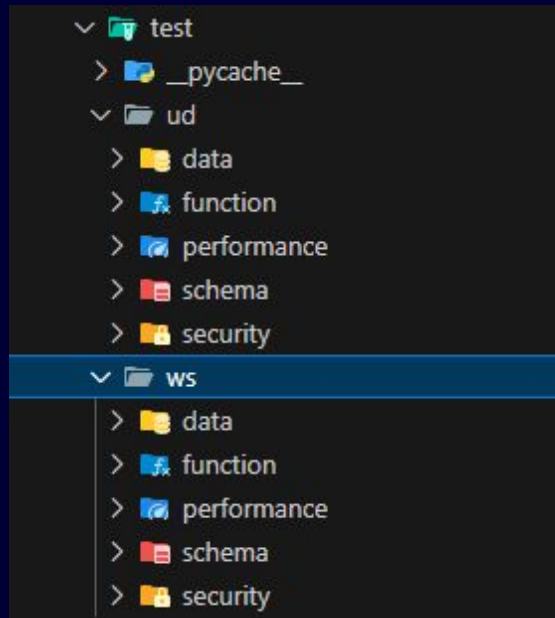 test
__pycache__
ud
data
function
performance
schema
security
ws
data
function
performance
schema
security